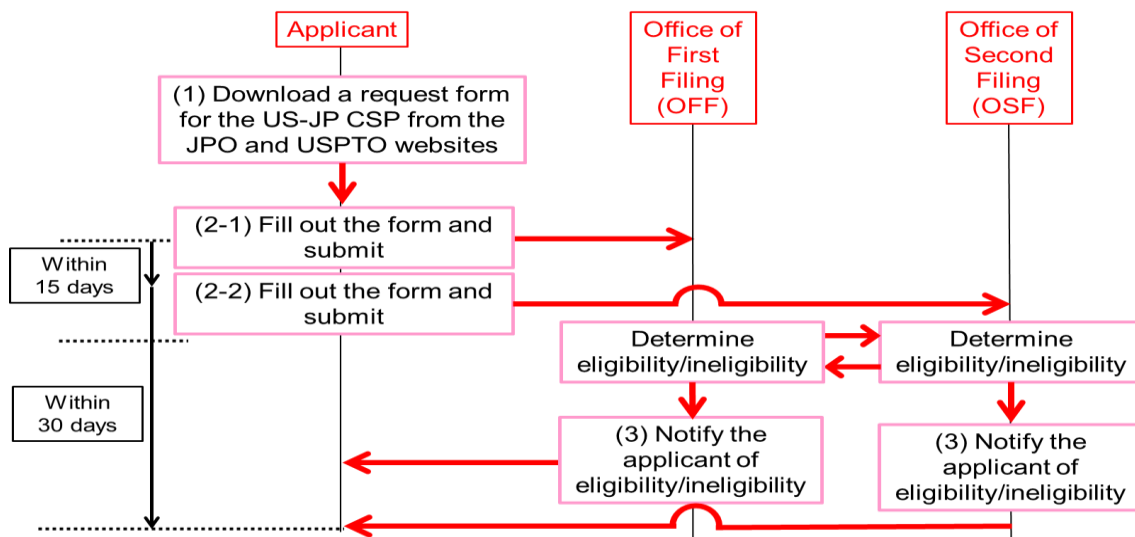 Applicant
Office of
First
Filing
(OFF)
Office of
Second
Filing
(OSF)
(1) Download a request form
for the US-JP CSP from the
JPO and USPTO websites
(2-1) Fill out the form and
submit
Within
15 days
(2-2) Fill out the form and
submit
Determine
eligibility/ineligibility
Determine
eligibility/ineligibility
Within
30 days
(3) Notify the
applicant of
eligibility/ineligibility
(3) Notify the
applicant of
eligibility/ineligibility